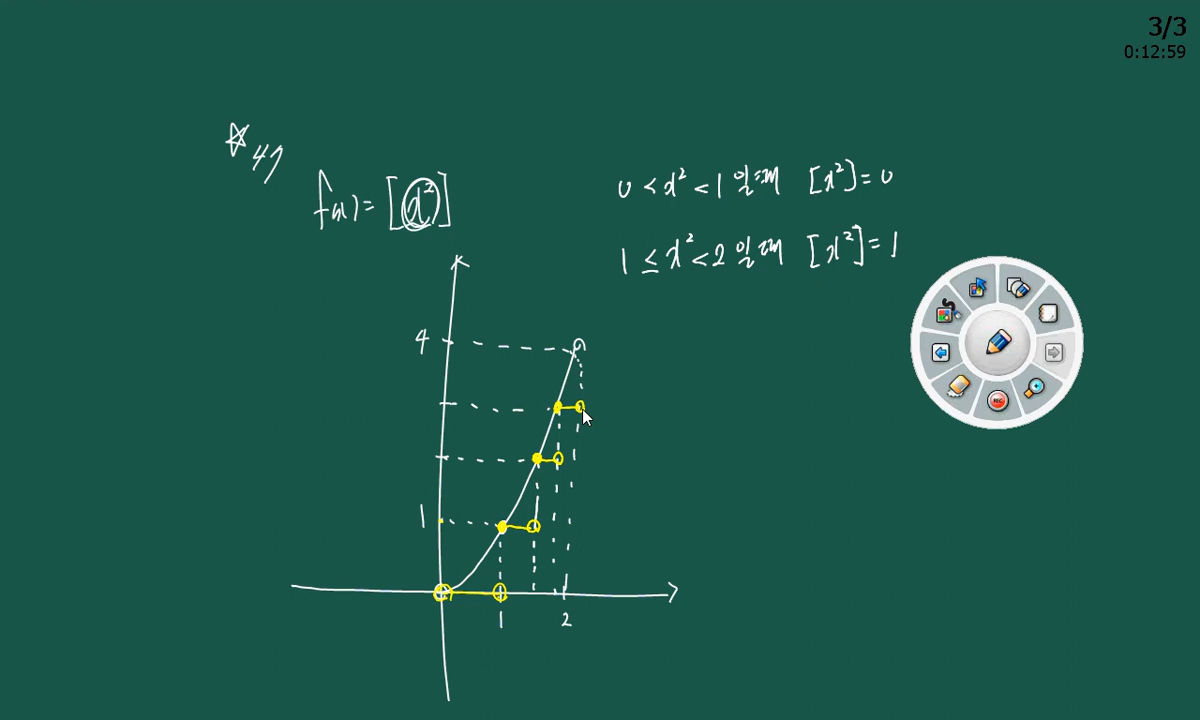 3/3
0:12:59
☆ 47
f(x) = [x²]
0 < x² < 1 일때 [x²] = 0
1 ≤ x² < 2 일때 [x²] = 1
4
1
1 2
REC